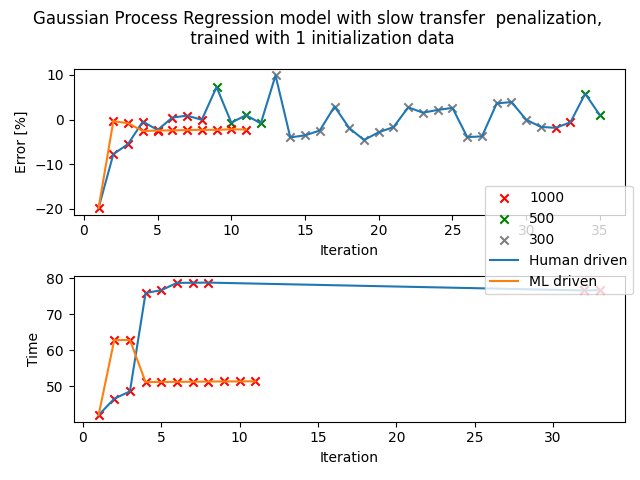 Gaussian Process Regression model with slow transfer  penalization,
trained with 1 initialization data
10
0
−10
−20
Error [%]
0 5 10 15 20 25 30 35
Iteration
1000
500
300
Human driven
ML driven
80
70
60
50
Time
0 5 10 15 20 25 30
Iteration